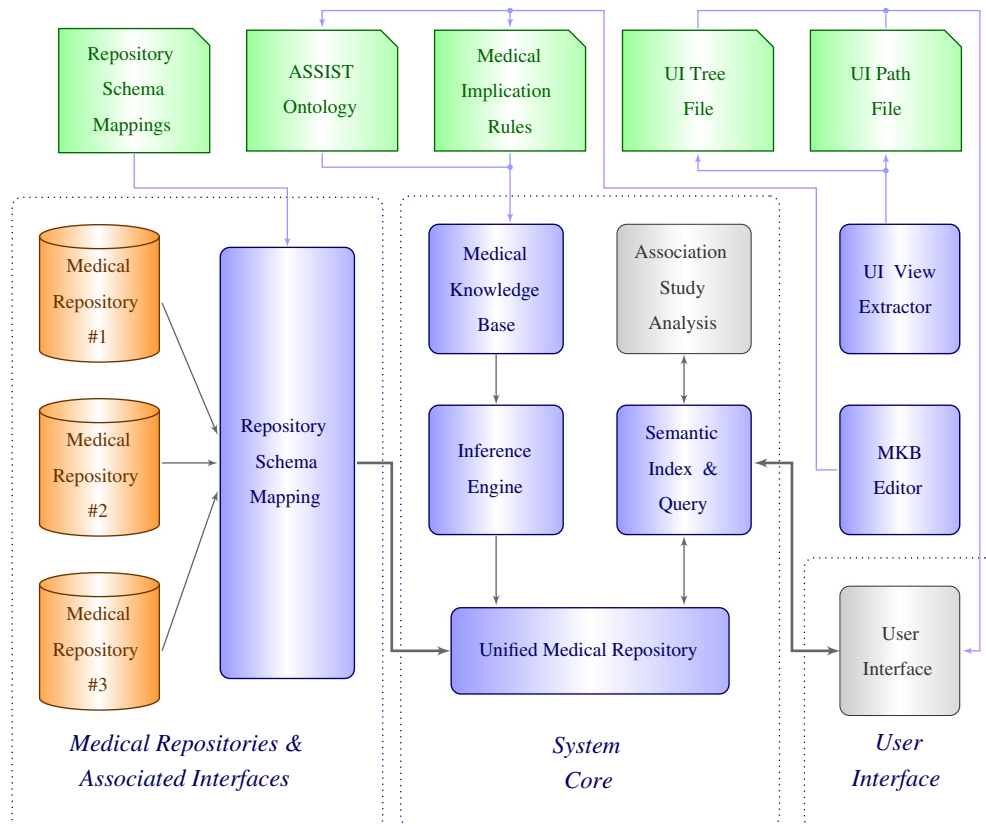 Repository
Schema
Mappings
ASSIST
Ontology
Medical
Implication
Rules
UI Tree
File
UI Path
File
Medical
Repository
#1
Medical
Repository
#2
Medical
Repository
#3
Repository
Schema
Mapping
Medical
Knowledge
Base
Association
Study
Analysis
UI View
Extractor
Inference
Engine
Semantic
Index &
Query
MKB
Editor
Unified Medical Repository
User
Interface
Medical Repositories &
Associated Interfaces
System
Core
User
Interface